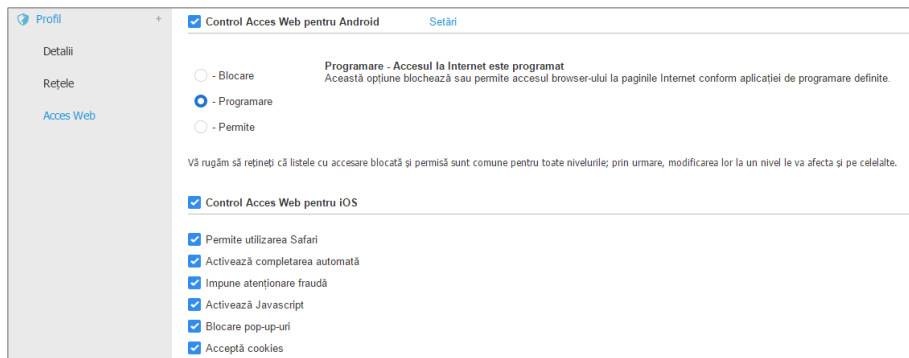 Profil +
Detalii
Rețele
Acces Web
Control Acces Web pentru Android Setări
Programare - Accesul la Internet este programat
Această opțiune blochează sau permite accesul browser-ului la paginile Internet conform aplicației de programare definite.
- Blocare
- Programare
- Permite
Vă rugăm să rețineți că listele cu accesare blocată și permisă sunt comune pentru toate nivelurile; prin urmare, modificarea lor la un nivel le va afecta și pe celelalte.
Control Acces Web pentru iOS
Permite utilizarea Safari
Activează completarea automată
Impune atenționare fraudă
Activează Javascript
Blocare pop-up-uri
Acceptă cookies